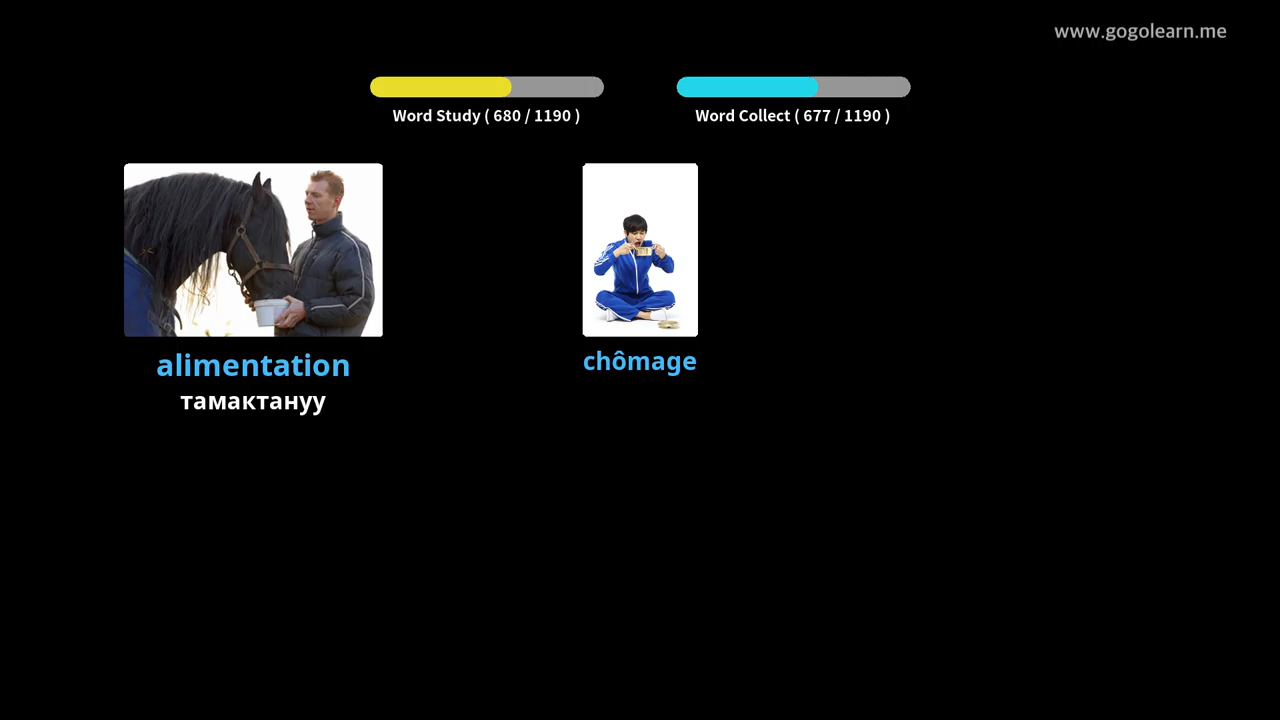 www.gogolearn.me
Word Study ( 680 / 1190 )
Word Collect ( 677 / 1190 )
alimentation
тамактануу
chômage